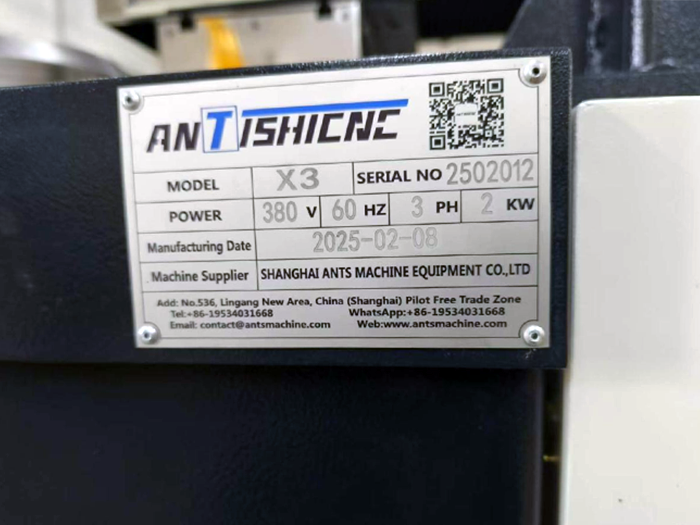 ANTISHICNC
MODEL X3 SERIAL NO 2502012
POWER 380 V 60 HZ 3 PH 2 KW
Manufacturing Date 2025-02-08
Machine Supplier SHANGHAI ANTS MACHINE EQUIPMENT CO.,LTD
Add: No.536, Lingang New Area, China (Shanghai) Pilot Free Trade Zone
Tel:+86-19534031668 WhatsApp:+86-19534031668
Email: contact@antsmachine.com Web:www.antsmachine.com